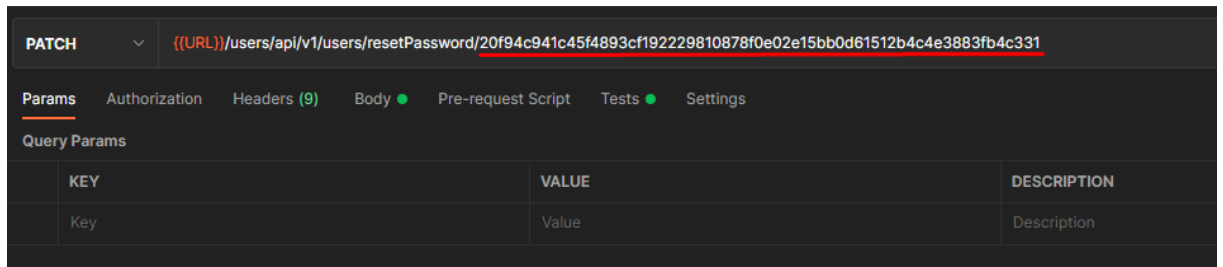 PATCH {{URL}}/users/api/v1/users/resetPassword/20f94c941c45f4893cf192229810878f0e02e15bb0d61512b4c4e3883fb4c331
Params Authorization Headers (9) Body Pre-request Script Tests Settings
Query Params
KEY VALUE DESCRIPTION
Key Value Description